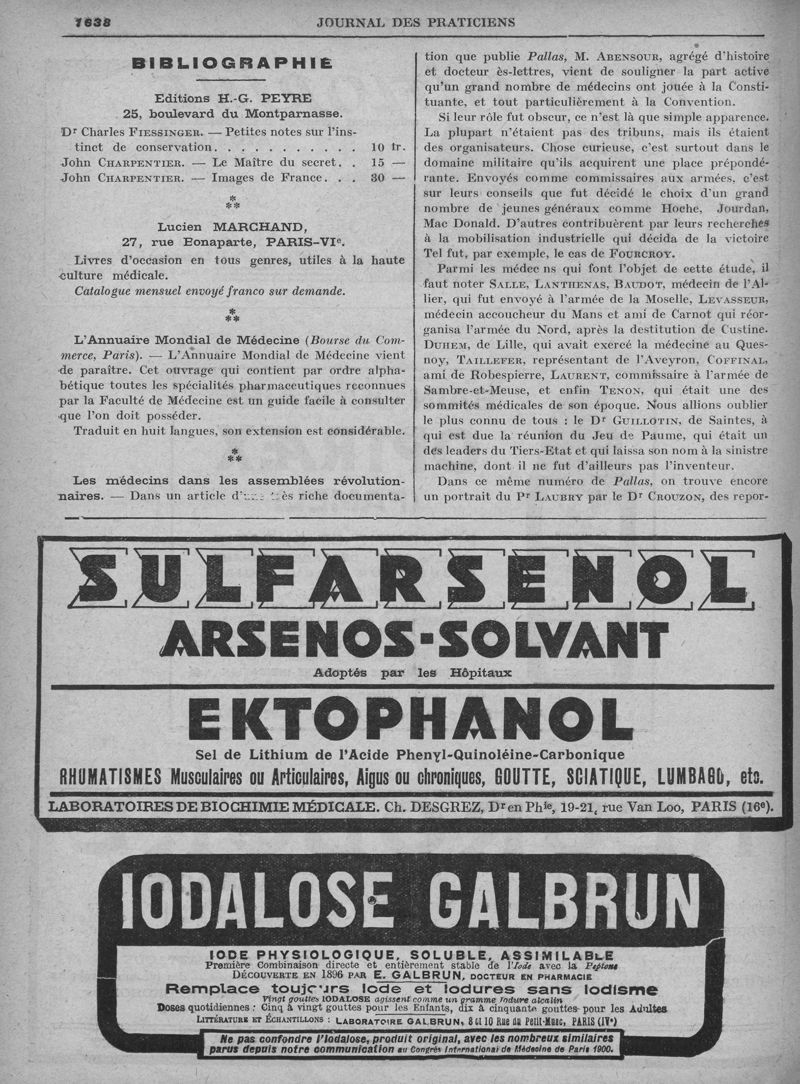 1638
JOURNAL DES PRATICIENS
BIBLIOGRAPHIE
Editions H.-G. PEYRE
25, boulevard du Montparnasse.
Dr Charles FIESSINGER. — Petites notes sur l'ins-
tinct de conservation. . . . . . . . . . . 10 fr.
John CHARPENTIER. — Le Maître du secret. . 15 —
John CHARPENTIER. — Images de France. . . 30 —
*
**
Lucien MARCHAND,
27, rue Bonaparte, PARIS-VIe.
Livres d'occasion en tous genres, utiles à la haute
culture médicale.
Catalogue mensuel envoyé franco sur demande.
*
**
L'Annuaire Mondial de Médecine (Bourse du Com-
merce, Paris). — L'Annuaire Mondial de Médecine vient
de paraître. Cet ouvrage qui contient par ordre alpha-
bétique toutes les spécialités pharmaceutiques reconnues
par la Faculté de Médecine est un guide facile à consulter
que l'on doit posséder.
Traduit en huit langues, son extension est considérable.
*
**
Les médecins dans les assemblées révolution-
naires. — Dans un article ès riche documenta-
tion que publie Pallas, M. ABENSOUR, agrégé d'histoire
et docteur ès-lettres, vient de souligner la part active
qu'un grand nombre de médecins ont jouée à la Consti-
tuante, et tout particulièrement à la Convention.
Si leur rôle fut obscur, ce n'est là que simple apparence.
La plupart n'étaient pas des tribuns, mais ils étaient
des organisateurs. Chose curieuse, c'est surtout dans le
domaine militaire qu'ils acquirent une place prépondé-
rante. Envoyés comme commissaires aux armées, c'est
sur leurs conseils que fut décidé le choix d'un grand
nombre de jeunes généraux comme Hoche, Jourdan,
Mac Donald. D'autres contribuèrent par leurs recherches
à la mobilisation industrielle qui décida de la victoire
Tel fut, par exemple, le cas de FOURCROY.
Parmi les médec ns qui font l'objet de cette étude, il
faut noter SALLE, LANTHENAS, BAUDOT, médecin de l'Al-
lier, qui fut envoyé à l'armée de la Moselle, LEVASSEUR,
médecin accoucheur du Mans et ami de Carnot qui réor-
ganisa l'armée du Nord, après la destitution de Custine.
DUHEM, de Lille, qui avait exercé la médecine au Ques-
noy, TAILLEFER, représentant de l'Aveyron, COFFINAL,
ami de Robespierre, LAURENT, commissaire à l'armée de
Sambre-et-Meuse, et enfin TENON, qui était une des
sommités médicales de son époque. Nous allions oublier
le plus connu de tous : le Dr GUILLOTIN, de Saintes, à
qui est due la réunion du Jeu de Paume, qui était un
des leaders du Tiers-Etat et qui laissa son nom à la sinistre
machine, dont il ne fut d'ailleurs pas l'inventeur.
Dans ce même numéro de Pallas, on trouve encore
un portrait du Pr LAUBRY par le Dr CROUZON, des repor-
SULFARSENOL
ARSENOS-SOLVANT
Adoptés par les Hôpitaux
EKTOPHANOL
Sel de Lithium de l'Acide Phenyl-Quinoléine-Carbonique
RHUMATISMES Musculaires ou Articulaires, Aigus ou chroniques, GOUTTE, SCIATIQUE, LUMBAGO, etc.
LABORATOIRES DE BIOCHIMIE MÉDICALE. Ch. DESGREZ, Dr en Phie, 19-21, rue Van Loo, PARIS (16e).
IODALOSE GALBRUN
IODE PHYSIOLOGIQUE, SOLUBLE, ASSIMILABLE
Première Combinaison directe et entièrement stable de l'Iode avec la Peptone
DÉCOUVERTE EN 1896 PAR E. GALBRUN, DOCTEUR EN PHARMACIE
Remplace toujours Iode et Iodures sans Iodisme
Vingt gouttes IODALOSE agissent comme un gramme Iodure alcalin
Doses quotidiennes : Cinq à vingt gouttes pour les Enfants, dix à cinquante gouttes pour les Adultes
LITTÉRATURE ET ÉCHANTILLONS : LABORATOIRE GALBRUN, 8 et 10 Rue du Petit-Musc, PARIS (IVe)
Ne pas confondre l'Iodalose, produit original, avec les nombreux similaires
parus depuis notre communication au Congrès International de Médecine de Paris 1900.